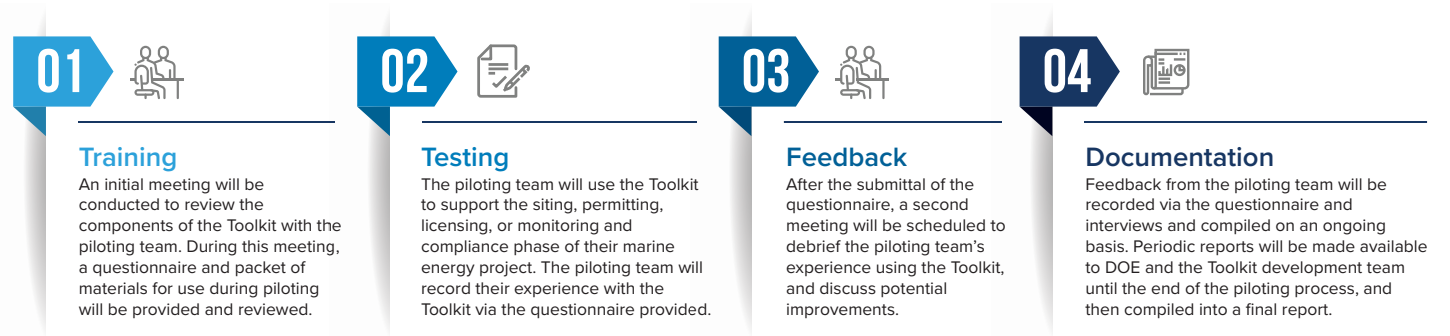 01
Training
An initial meeting will be
conducted to review the
components of the Toolkit with the
piloting team. During this meeting,
a questionnaire and packet of
materials for use during piloting
will be provided and reviewed.
02
Testing
The piloting team will use the Toolkit
to support the siting, permitting,
licensing, or monitoring and
compliance phase of their marine
energy project. The piloting team will
record their experience with the
Toolkit via the questionnaire provided.
03
Feedback
After the submittal of the
questionnaire, a second
meeting will be scheduled to
debrief the piloting team’s
experience using the Toolkit,
and discuss potential
improvements.
04
Documentation
Feedback from the piloting team will be
recorded via the questionnaire and
interviews and compiled on an ongoing
basis. Periodic reports will be made available
to DOE and the Toolkit development team
until the end of the piloting process, and
then compiled into a final report.